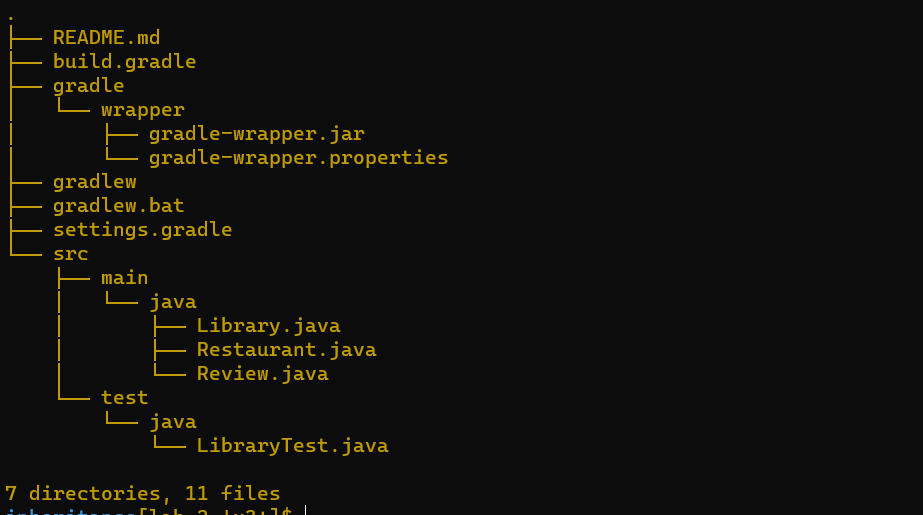 .
├── README.md
├── build.gradle
├── gradle
│   └── wrapper
│       ├── gradle-wrapper.jar
│       └── gradle-wrapper.properties
├── gradlew
├── gradlew.bat
├── settings.gradle
└── src
    ├── main
    │   └── java
    │       ├── Library.java
    │       ├── Restaurant.java
    │       └── Review.java
    └── test
        └── java
            └── LibraryTest.java
7 directories, 11 files